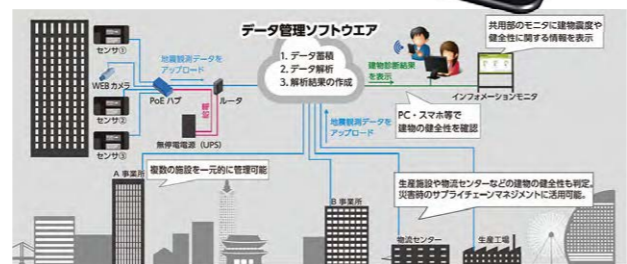 データ管理ソフトウエア
1. データ蓄積
2. データ解析
3. 解析結果の作成
共用部のモニタに建物震度や
健全性に関する情報を表示
センサ①
WEBカメラ
センサ②
センサ③
地震観測データを
アップロード
PoE ハブ
ルータ
給電
無停電電源（UPS）
建物診断結果
を表示
インフォメーションモニタ
PC・スマホ等で
建物の健全性を確認
地震観測データを
アップロード
複数の施設を一元的に管理可能
生産施設や物流センターなどの建物の健全性も判定。
災害時のサプライチェーンマネジメントに活用可能。
A 事業所
B 事業所
物流センター
生産工場